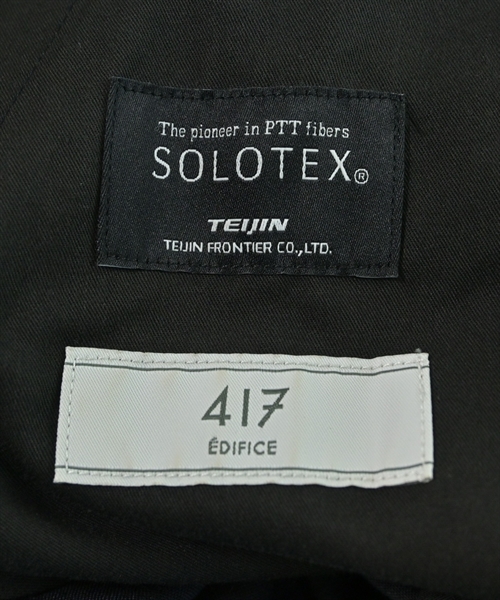 The pioneer in PTT fibers
SOLOTEX®
TEIJIN
TEIJIN FRONTIER CO.,LTD.
417
ÉDIFICE